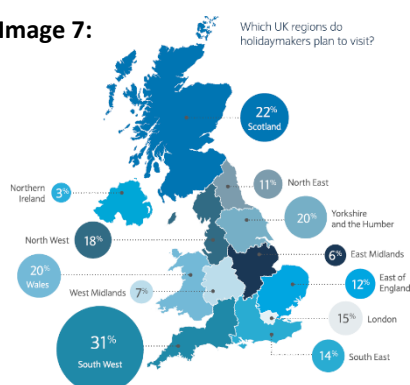 Image 7:
Which UK regions do
holidaymakers plan to visit?
22%
Scotland
11%
North East
Northern
Ireland
3%
20%
Yorkshire
and the Humber
North West
18%
6%
East Midlands
20%
Wales
West Midlands
7%
12%
East of
England
15%
London
31%
South West
14%
South East